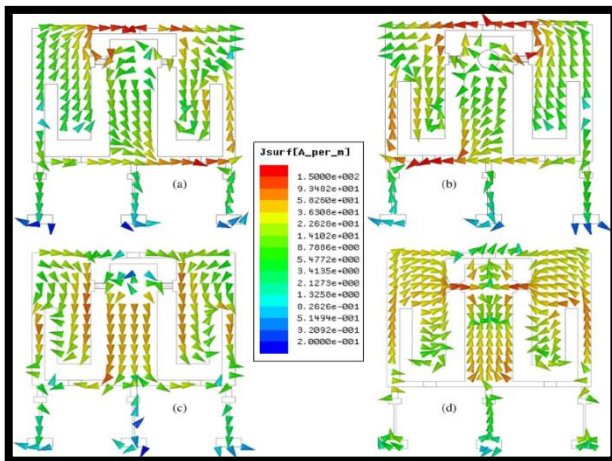 (a)
(b)
Jsurf[A_per_m]
1.5000e+002
9.3482e+001
5.8260e+001
3.6308e+001
2.2628e+001
1.4102e+001
8.7886e+000
5.4772e+000
3.4135e+000
2.1273e+000
1.3258e+000
8.2626e-001
5.1494e-001
3.2092e-001
2.0000e-001
(c)
(d)